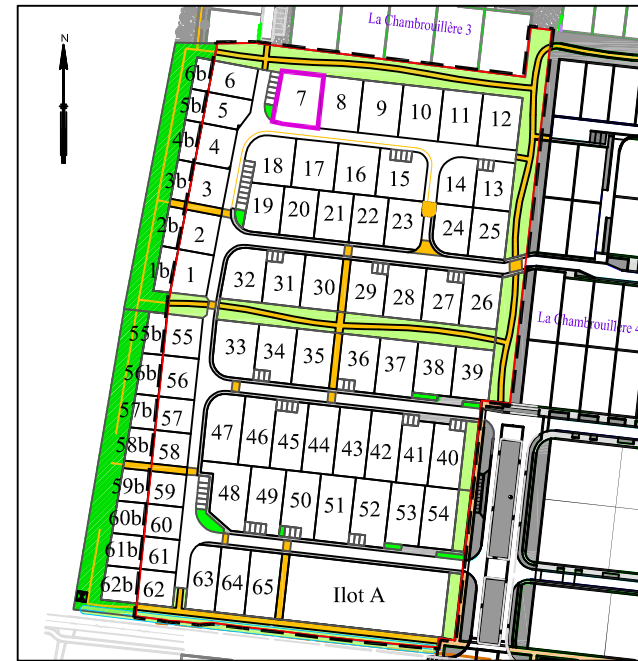 La Chambrouillère 3
N
6b 6 7 8 9 10 11 12
5b 5
4b 4 18 17 16 15 14 13
3b 3 19 20 21 22 23 24 25
2b 2
1b 1 32 31 30 29 28 27 26
La Chambrouillère 4
55b 55 33 34 35 36 37 38 39
56b 56
57b 57 47 46 45 44 43 42 41 40
58b 58
59b 59 48 49 50 51 52 53 54
60b 60
61b 61
62b 62 63 64 65 Ilot A